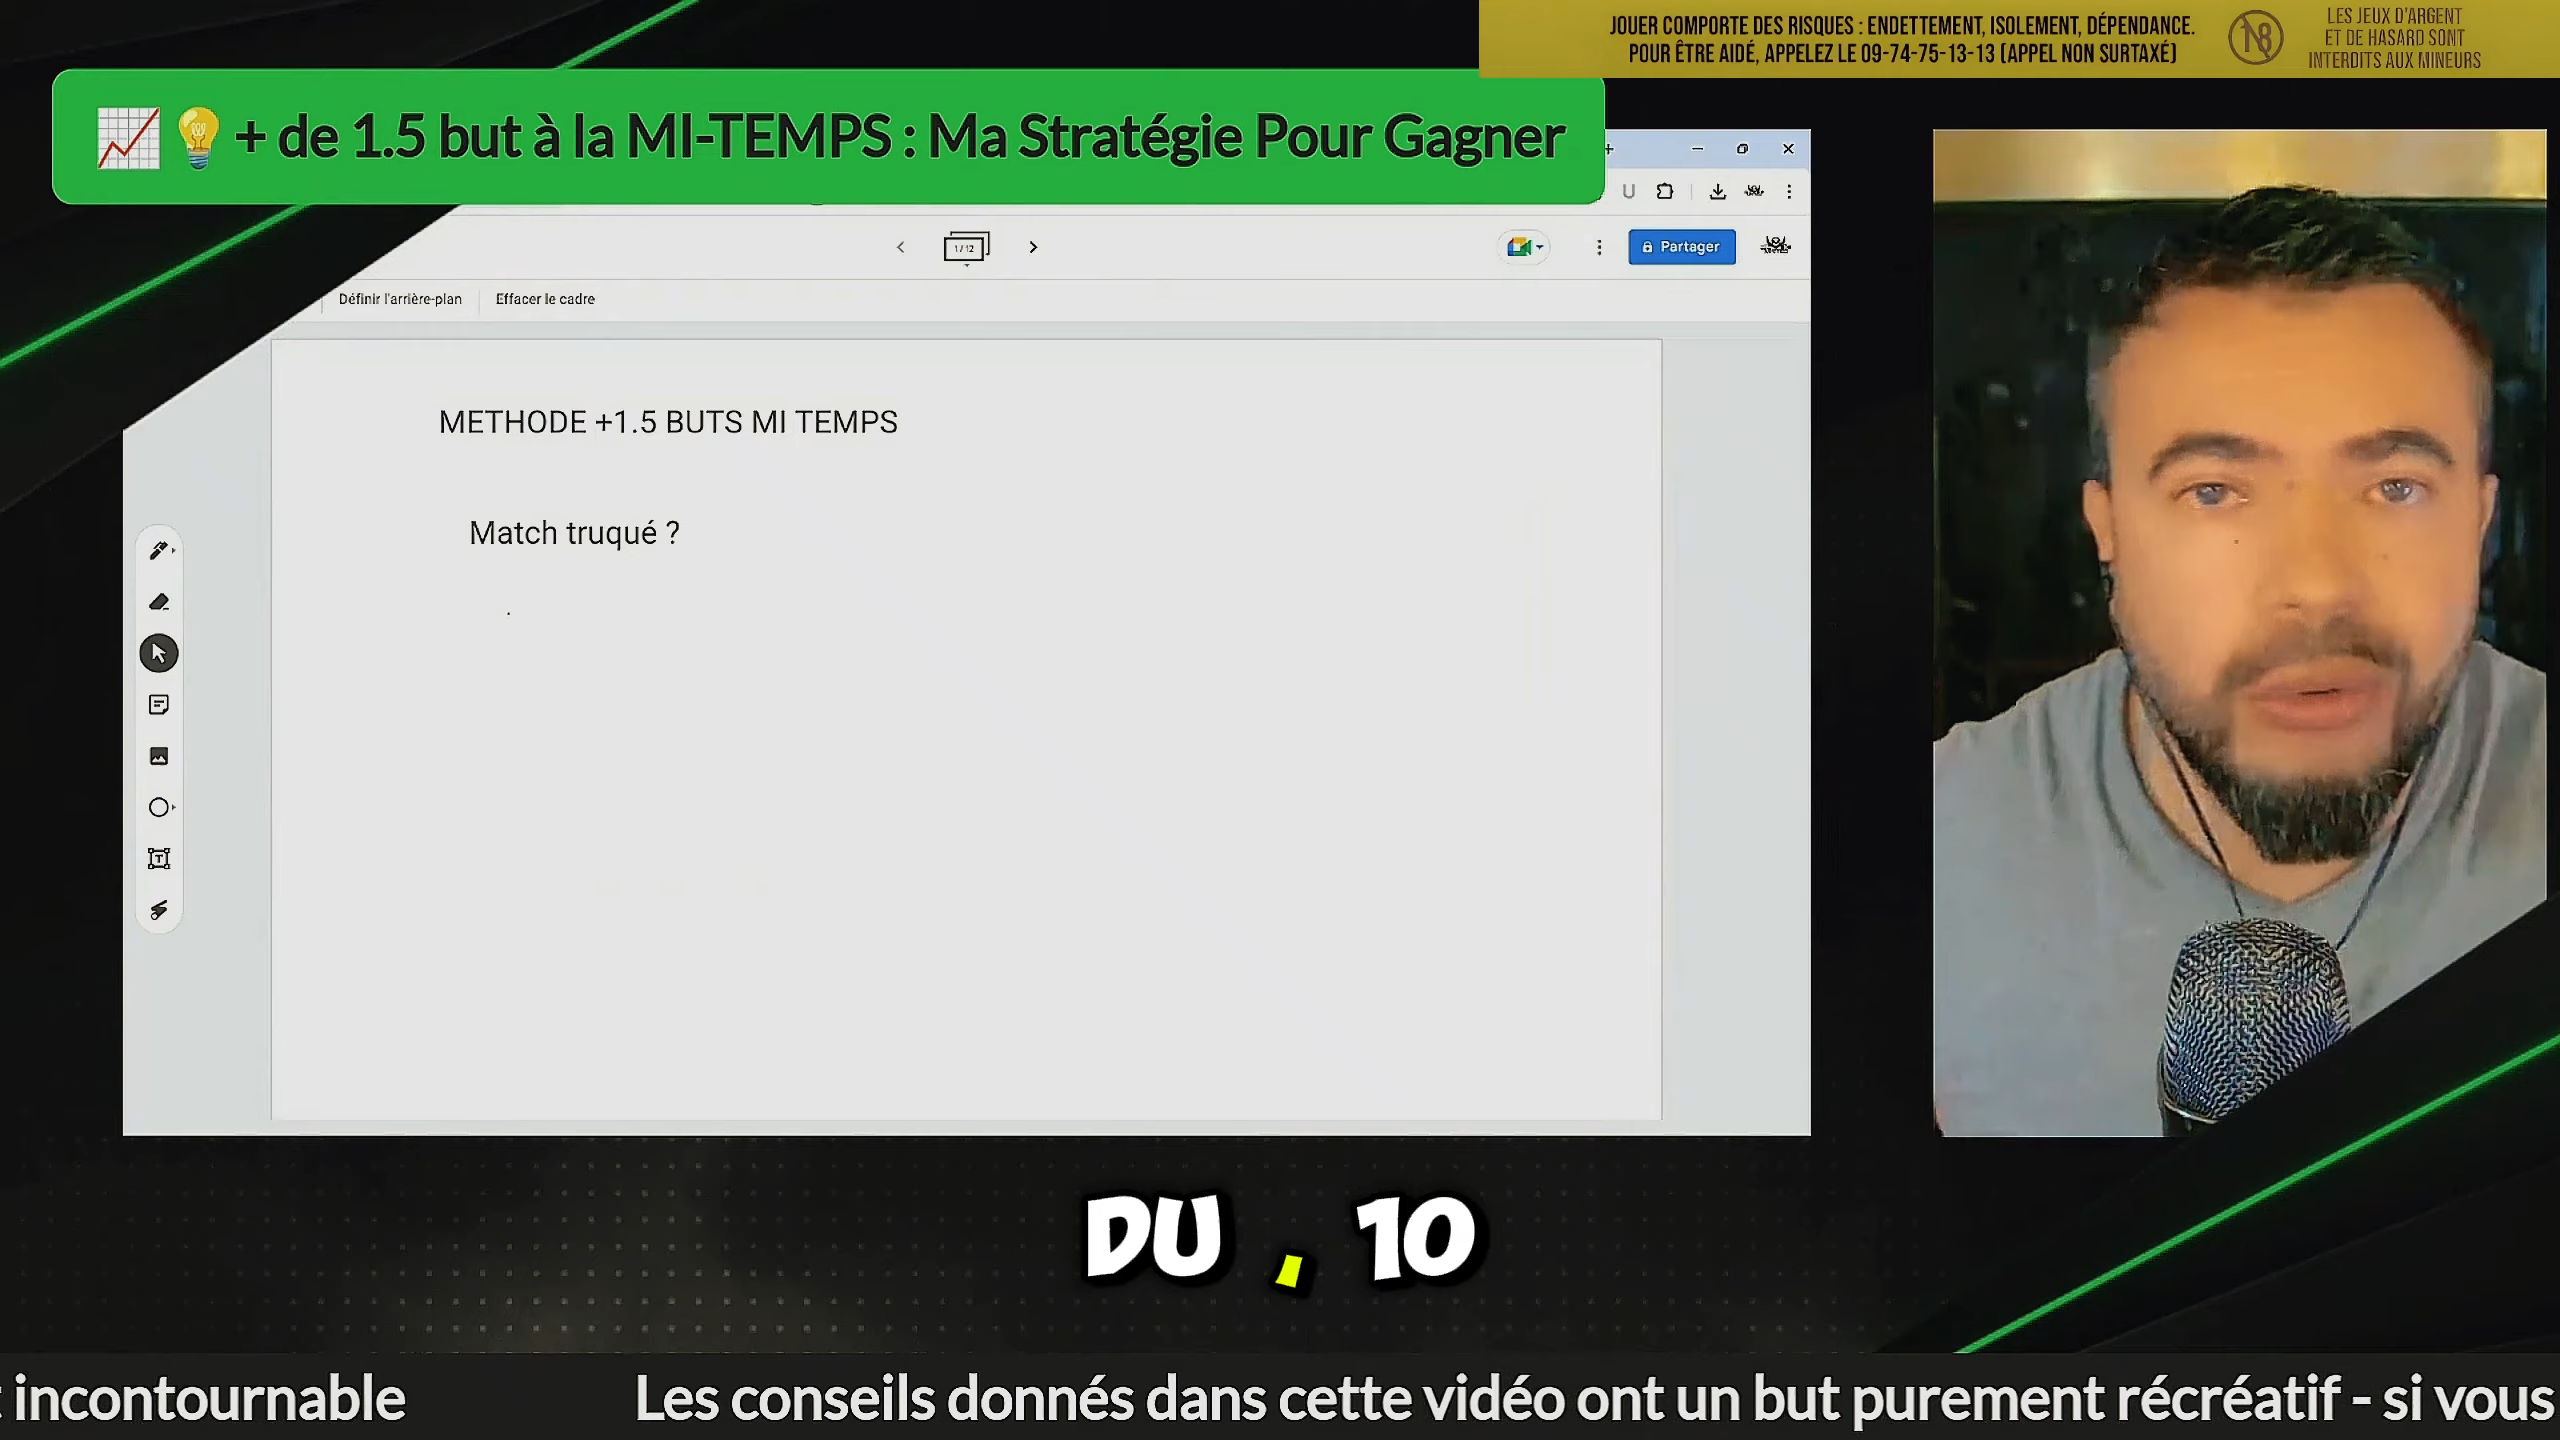 JOUER COMPORTE DES RISQUES : ENDETTEMENT, ISOLEMENT, DÉPENDANCE.
POUR ÊTRE AIDÉ, APPELEZ LE 09-74-75-13-13 (APPEL NON SURTAXÉ)
18
LES JEUX D'ARGENT
ET DE HASARD SONT
INTERDITS AUX MINEURS
+ de 1.5 but à la MI-TEMPS : Ma Stratégie Pour Gagner
1/12
Partager
Définir l'arrière-plan
Effacer le cadre
METHODE +1.5 BUTS MI TEMPS
Match truqué ?
DU , 10
incontournable
Les conseils donnés dans cette vidéo ont un but purement récréatif - si vous